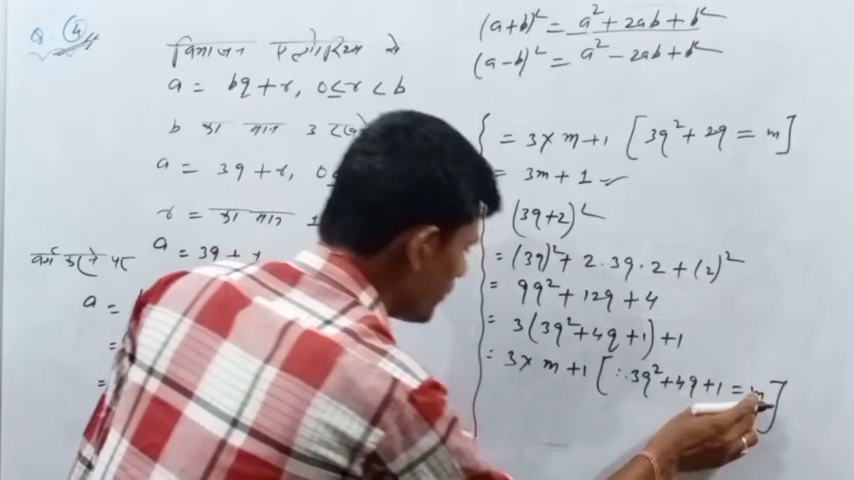 Q. 4
विभाजन एल्गोरिथ्म से
a = bq + r, 0 ≤ r < b
b का मान 3
a = 3q + r, 0
r = का मान 1
वर्ग करने पर a = 3q + 1
a =
=
=
(a+b)² = a² + 2ab + b²
(a-b)² = a² - 2ab + b²
= 3 × m + 1 [3q² + 2q = m]
= 3m + 1
(3q+2)²
= (3q)² + 2·3q·2 + (2)²
= 9q² + 12q + 4
= 3(3q² + 4q + 1) + 1
= 3 × m + 1 [∵ 3q² + 4q + 1 = m]